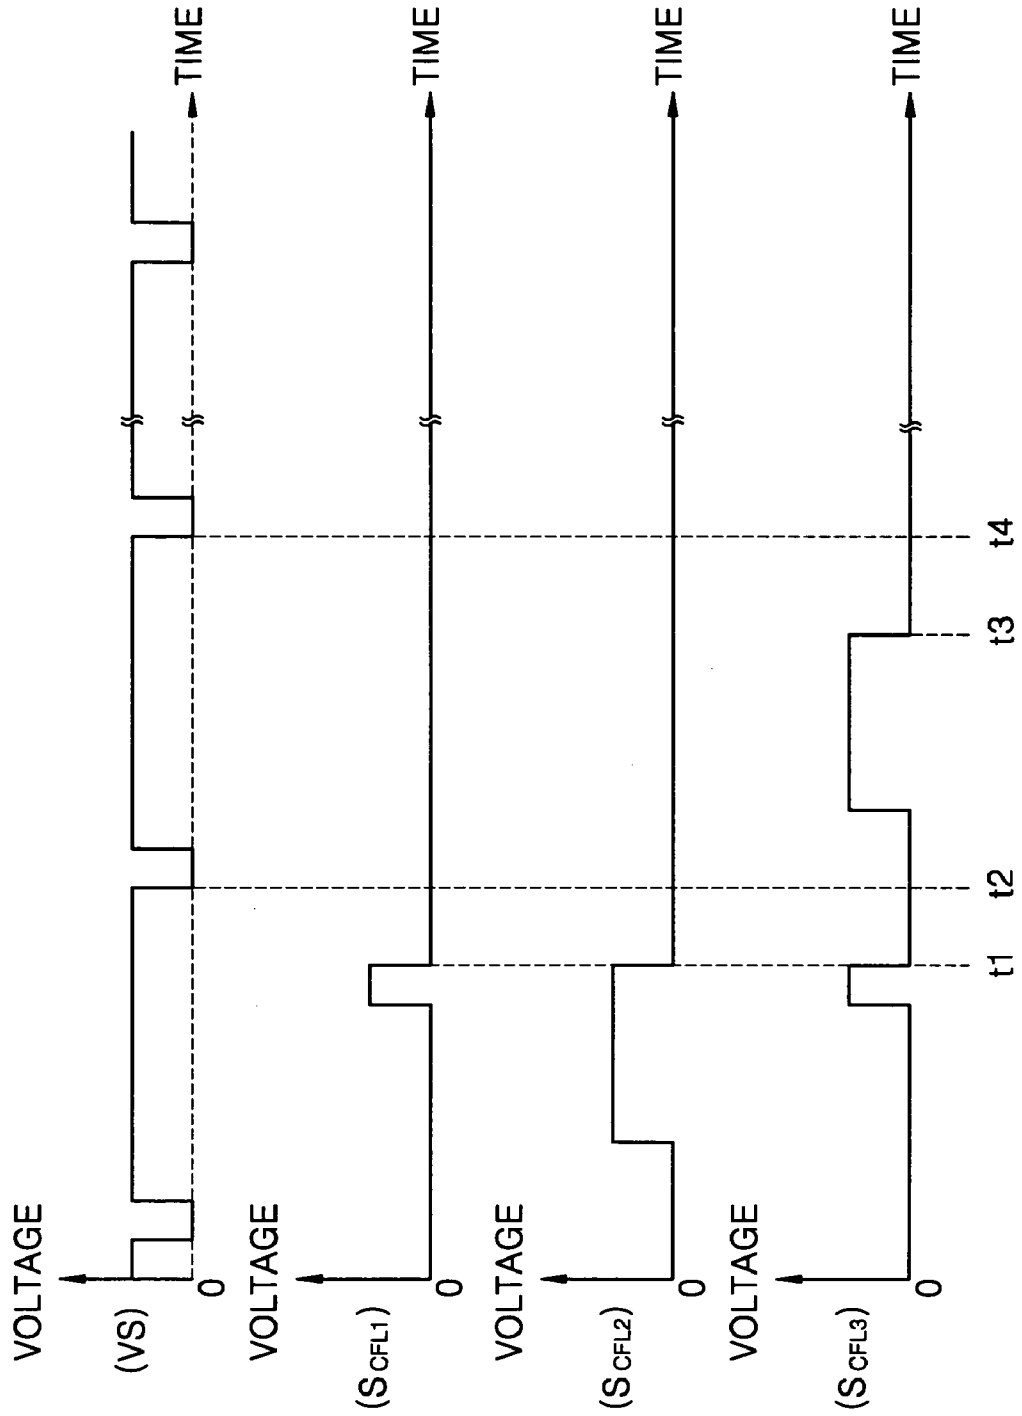 VOLTAGE
(VS)
0
TIME
VOLTAGE
(SCFL1)
0
TIME
VOLTAGE
(SCFL2)
0
TIME
VOLTAGE
(SCFL3)
0
TIME
t1 t2 t3 t4